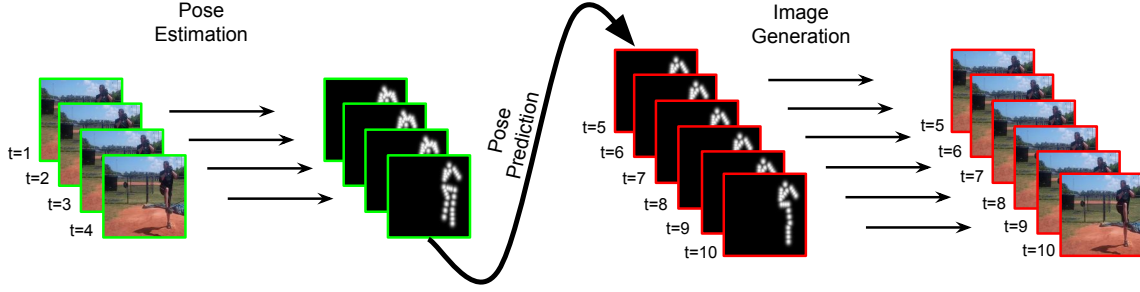 Pose
Estimation
t=1
t=2
t=3
t=4
Pose
Prediction
Image
Generation
t=5
t=6
t=7
t=8
t=9
t=10
t=5
t=6
t=7
t=8
t=9
t=10